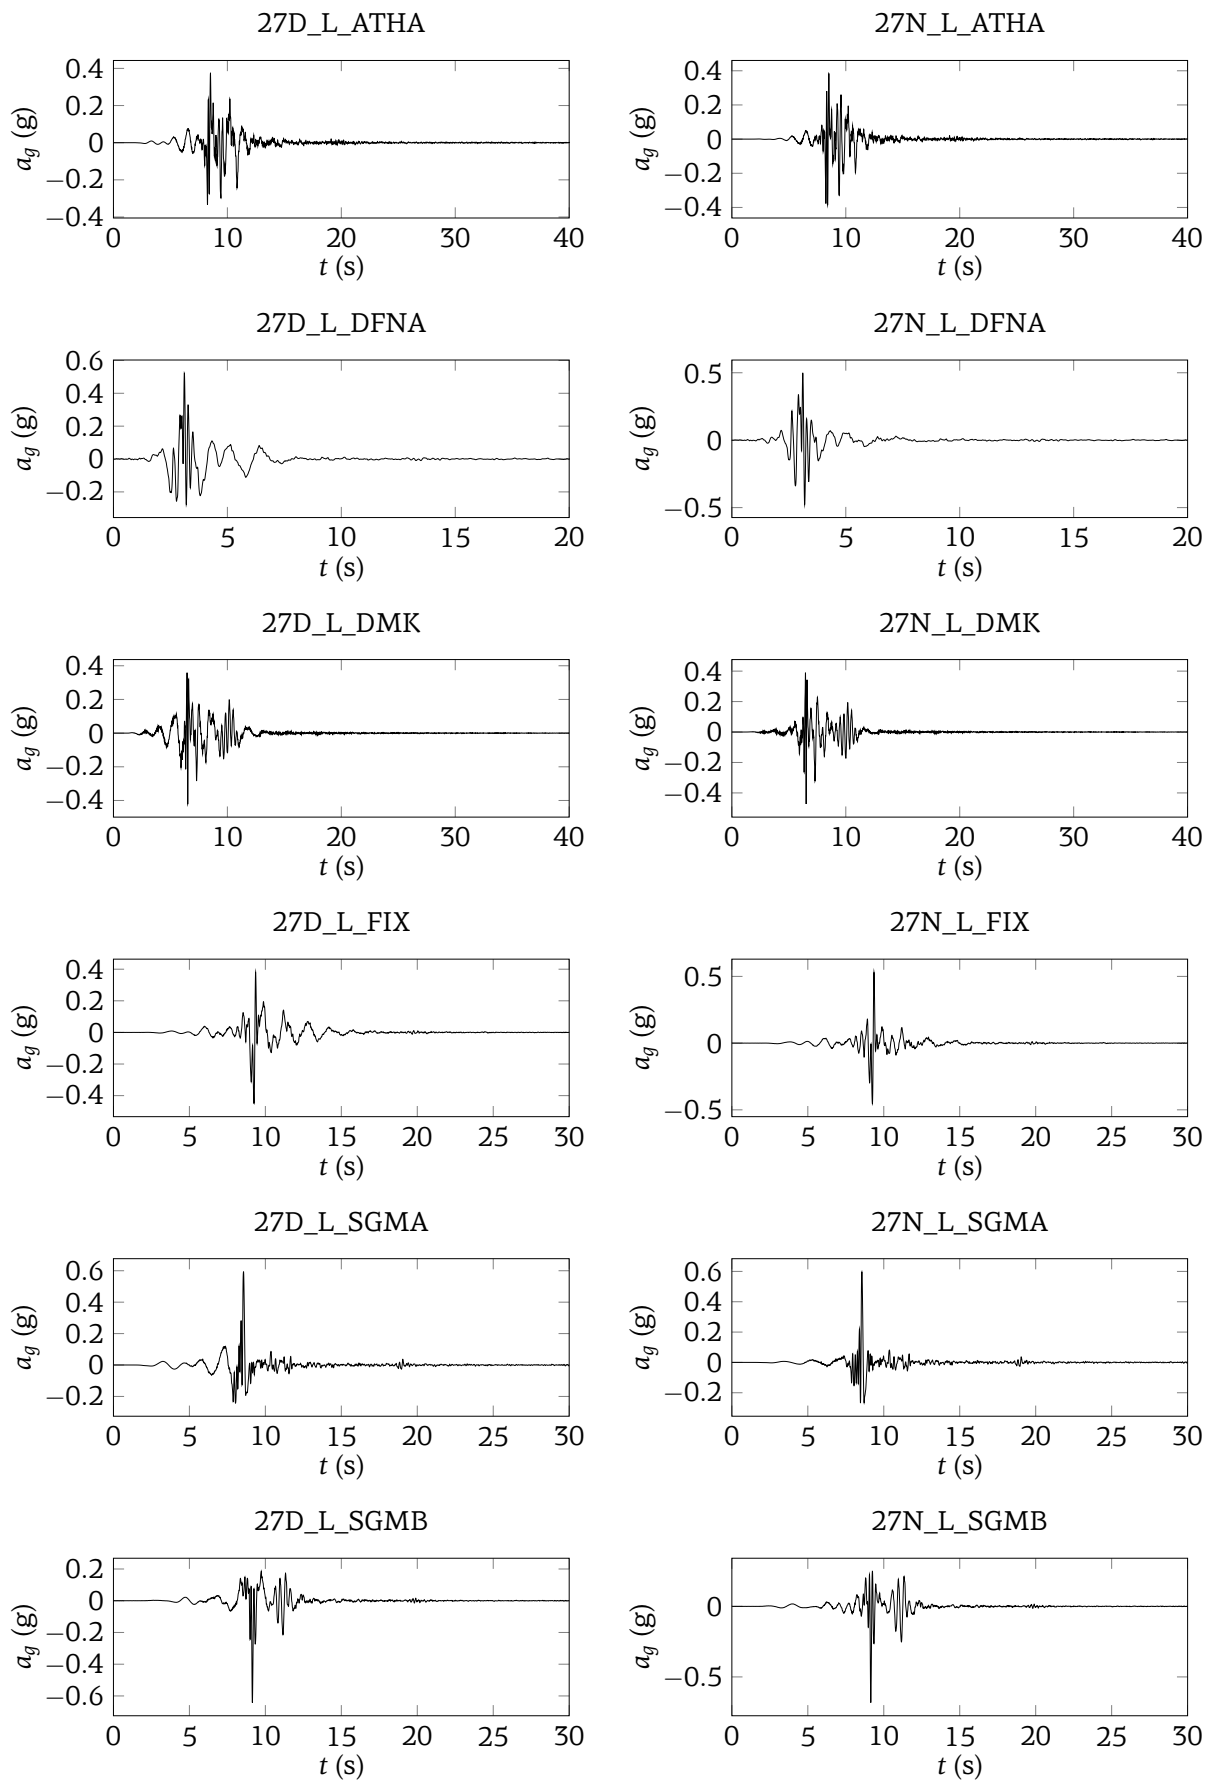 27D_L_ATHA
27N_L_ATHA
0.4
0.2
0
−0.2
−0.4
a_g (g)
0 10 20 30 40
t (s)
0.4
0.2
0
−0.2
−0.4
a_g (g)
0 10 20 30 40
t (s)
27D_L_DFNA
27N_L_DFNA
0.6
0.4
0.2
0
−0.2
a_g (g)
0 5 10 15 20
t (s)
0.5
0
−0.5
a_g (g)
0 5 10 15 20
t (s)
27D_L_DMK
27N_L_DMK
0.4
0.2
0
−0.2
−0.4
a_g (g)
0 10 20 30 40
t (s)
0.4
0.2
0
−0.2
−0.4
a_g (g)
0 10 20 30 40
t (s)
27D_L_FIX
27N_L_FIX
0.4
0.2
0
−0.2
−0.4
a_g (g)
0 5 10 15 20 25 30
t (s)
0.5
0
−0.5
a_g (g)
0 5 10 15 20 25 30
t (s)
27D_L_SGMA
27N_L_SGMA
0.6
0.4
0.2
0
−0.2
a_g (g)
0 5 10 15 20 25 30
t (s)
0.6
0.4
0.2
0
−0.2
a_g (g)
0 5 10 15 20 25 30
t (s)
27D_L_SGMB
27N_L_SGMB
0.2
0
−0.2
−0.4
−0.6
a_g (g)
0 5 10 15 20 25 30
t (s)
0
−0.5
a_g (g)
0 5 10 15 20 25 30
t (s)